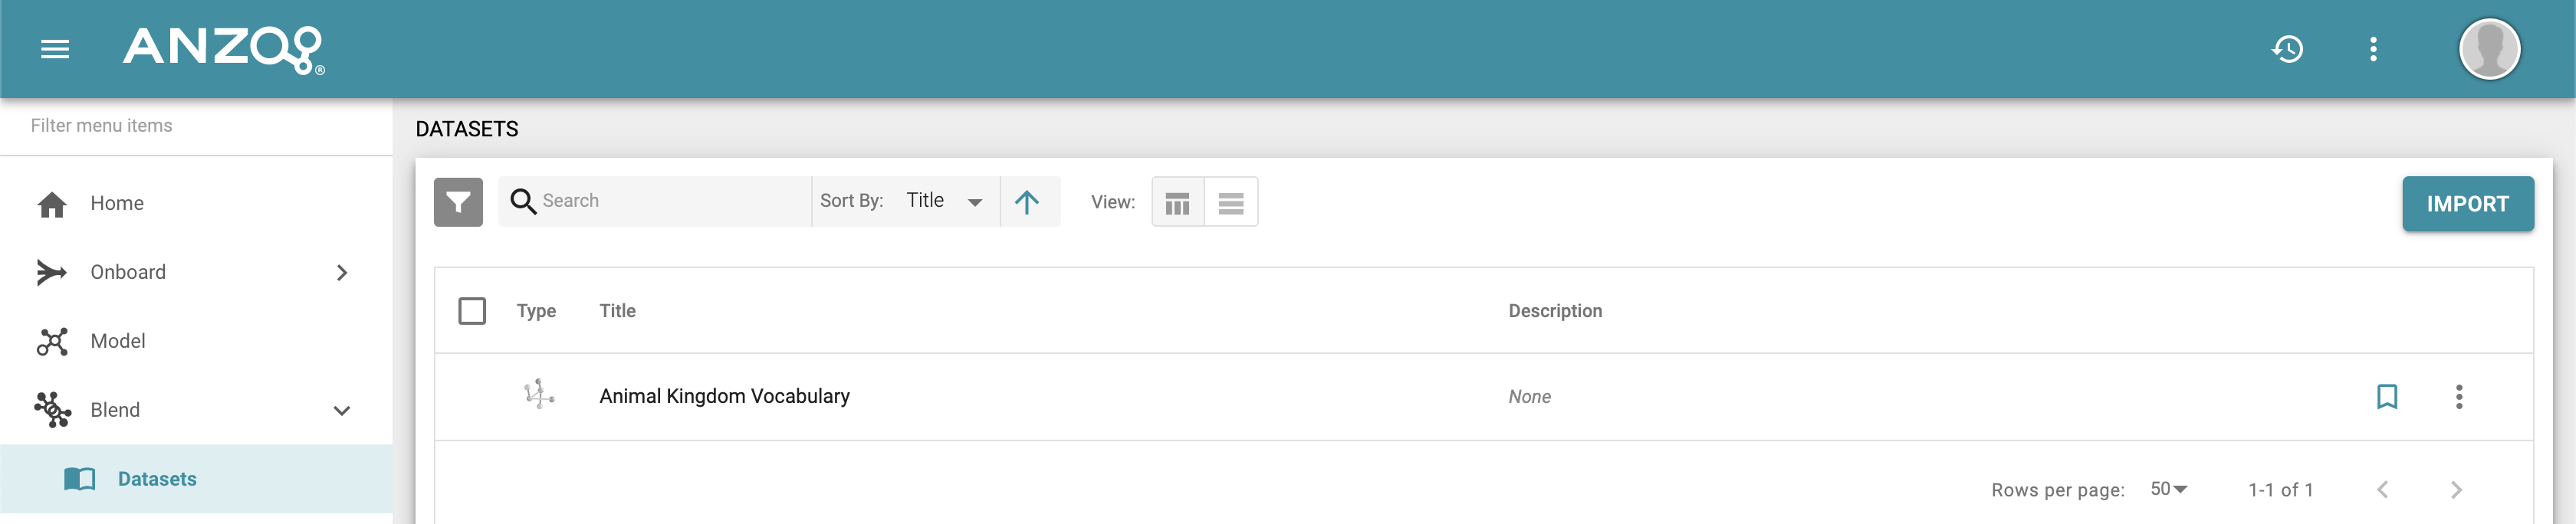 ANZO®
Filter menu items
Home
Onboard
Model
Blend
Datasets
DATASETS
Search Sort By: Title View: IMPORT
Type Title Description
Animal Kingdom Vocabulary None
Rows per page: 50 1-1 of 1